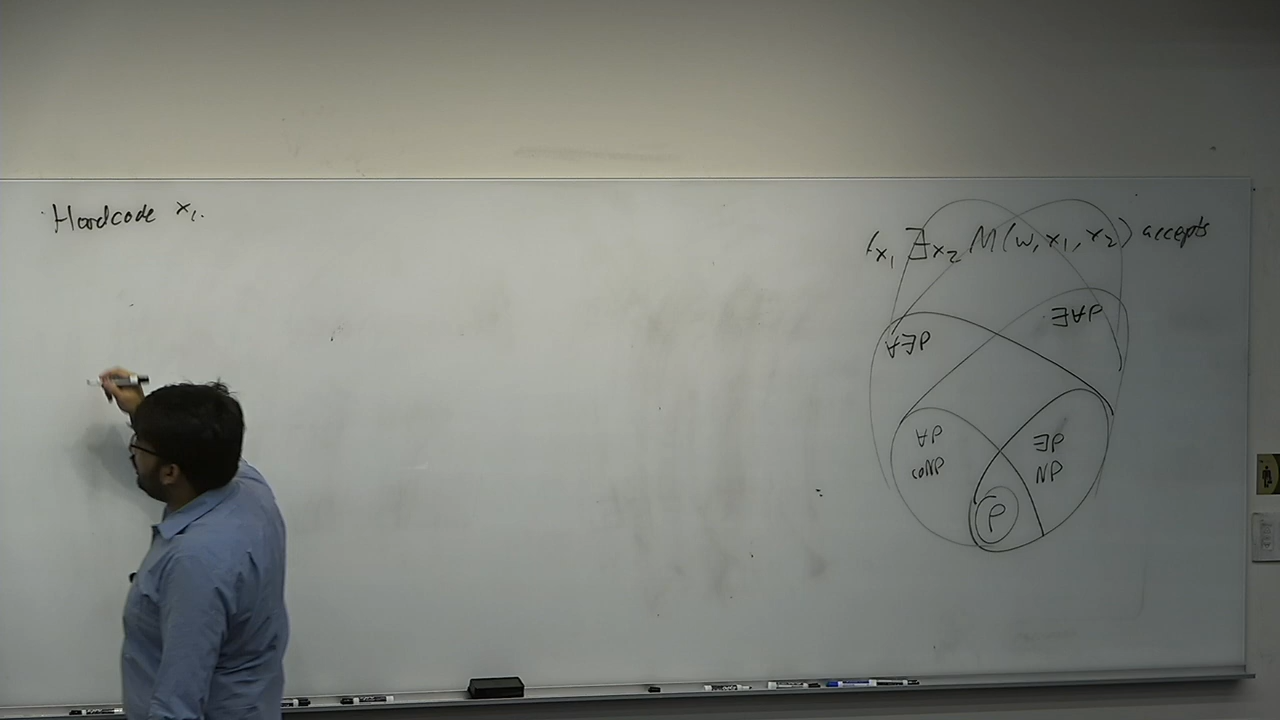 Hardcode x₁.
∀x₁ ∃x₂ M(w, x₁, x₂) accepts
∃∀P
∀∃P
∀P
coNP
∃P
NP
P